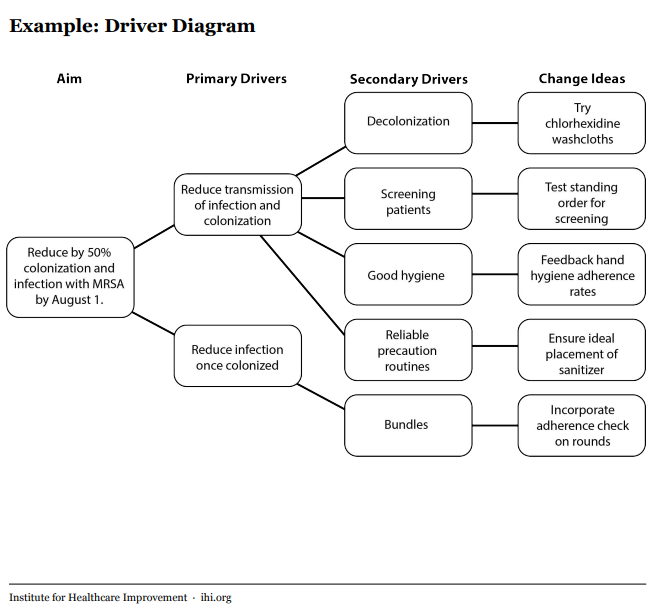 Example: Driver Diagram
Aim
Primary Drivers
Secondary Drivers
Change Ideas
Reduce by 50%
colonization and
infection with MRSA
by August 1.
Reduce transmission
of infection and
colonization
Reduce infection
once colonized
Decolonization
Screening
patients
Good hygiene
Reliable
precaution
routines
Bundles
Try
chlorhexidine
washcloths
Test standing
order for
screening
Feedback hand
hygiene adherence
rates
Ensure ideal
placement of
sanitizer
Incorporate
adherence check
on rounds
Institute for Healthcare Improvement · ihi.org